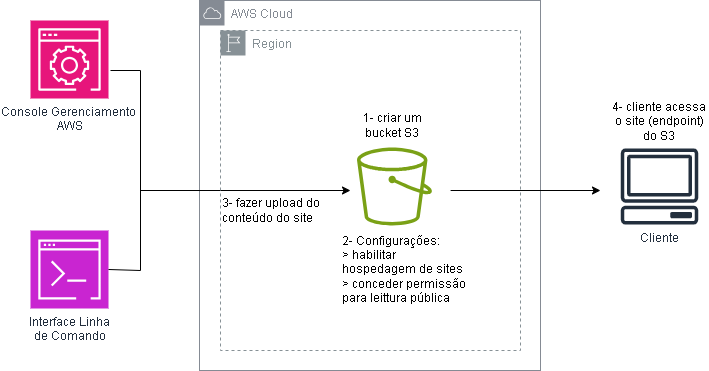 AWS Cloud
Region
Console Gerenciamento
AWS
1- criar um
bucket S3
4- cliente acessa
o site (endpoint)
do S3
3- fazer upload do
conteúdo do site
2- Configurações:
> habilitar
hospedagem de sites
> conceder permissão
para leittura pública
Cliente
Interface Linha
de Comando